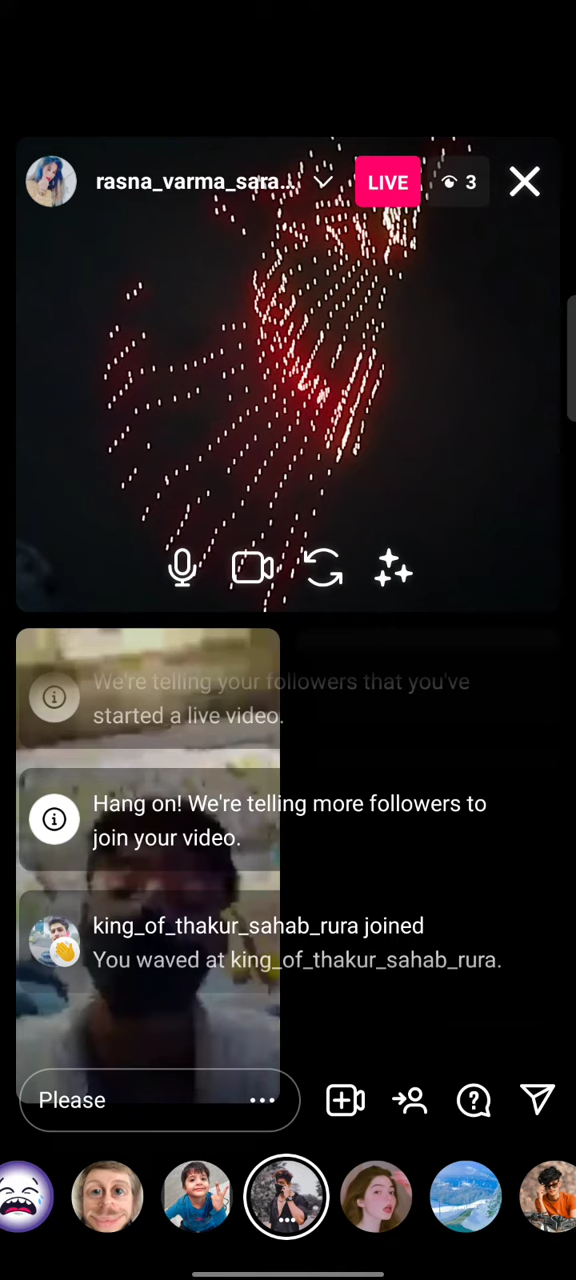 rasna_varma_sara...
LIVE
3
We're telling your followers that you've
started a live video.
Hang on! We're telling more followers to
join your video.
king_of_thakur_sahab_rura joined
You waved at king_of_thakur_sahab_rura.
Please